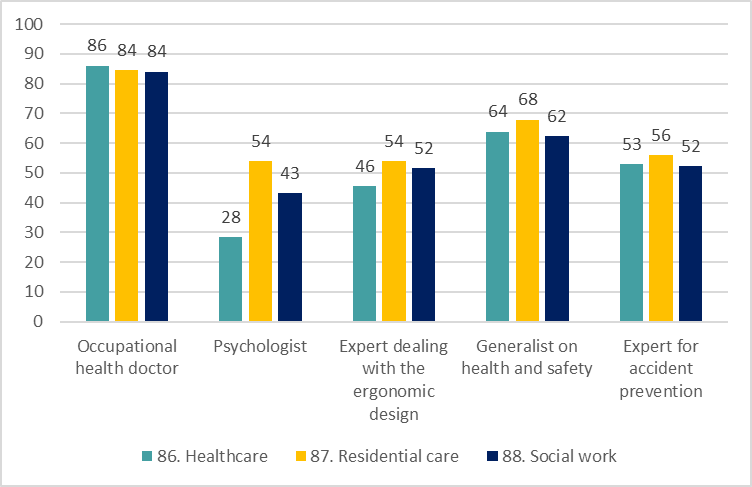 100
90
80
70
60
50
40
30
20
10
0
86 84 84
28 54 43
46 54 52
64 68 62
53 56 52
Occupational
health doctor
Psychologist
Expert dealing
with the
ergonomic
design
Generalist on
health and safety
Expert for
accident
prevention
86. Healthcare 87. Residential care 88. Social work